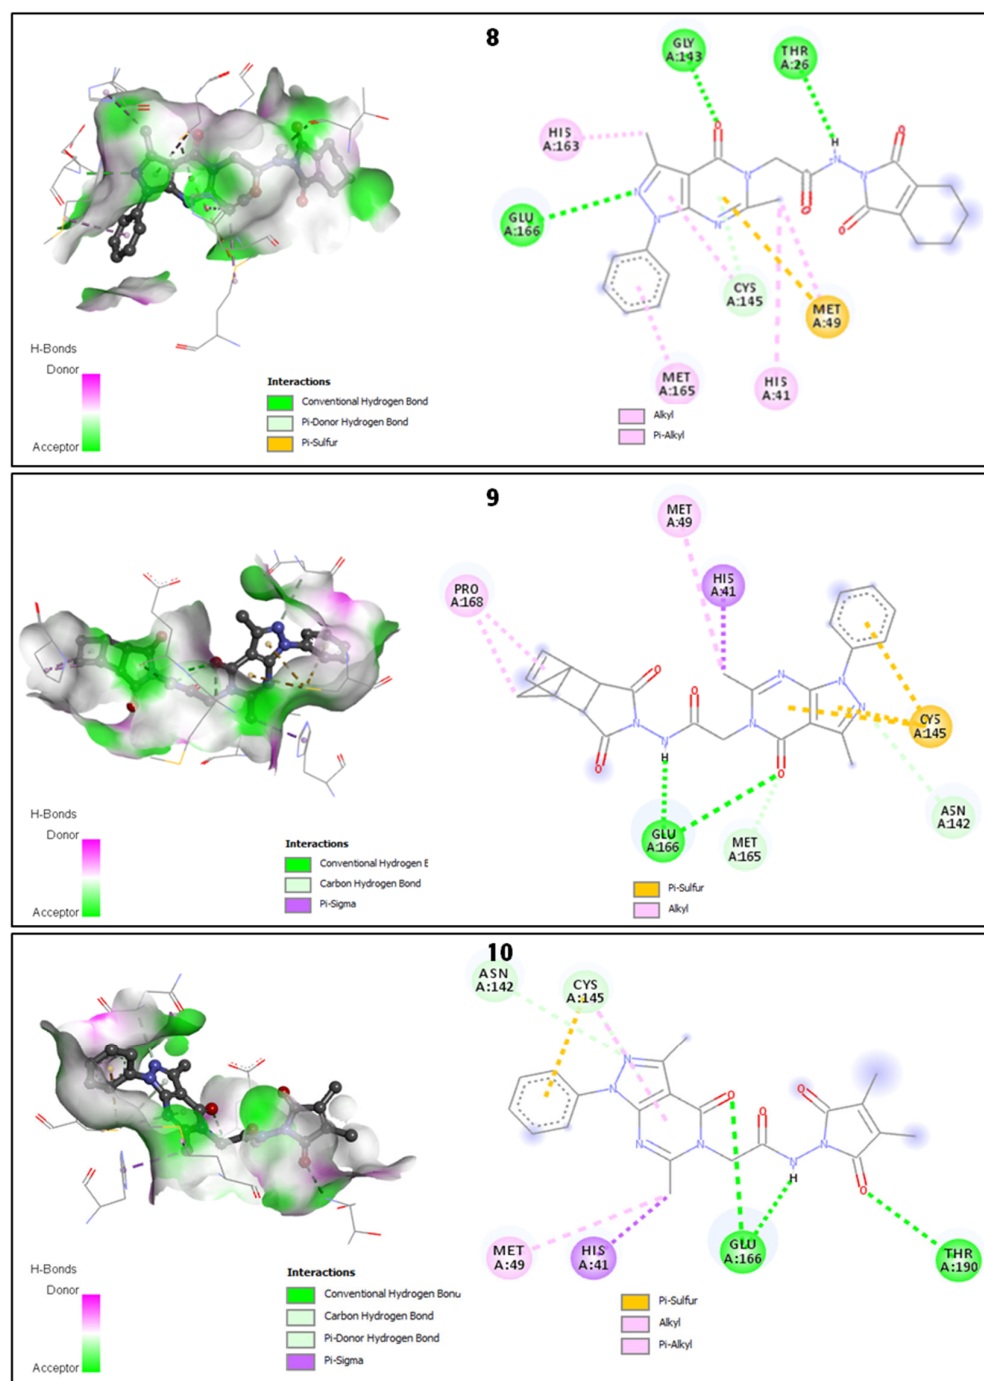 8
GLY
A:143
THR
A:26
H
O
O
O
HIS
A:163
N
N
N
N
GLU
A:166
N
N
N
O
O
CYS
A:145
MET
A:49
MET
A:165
HIS
A:41
H-Bonds
Donor
Acceptor
Interactions
Conventional Hydrogen Bond
Pi-Donor Hydrogen Bond
Pi-Sulfur
Alkyl
Pi-Alkyl
9
MET
A:49
HIS
A:41
PRO
A:168
O
O
N
N
N
N
N
NH
O
O
CYS
A:145
GLU
A:166
MET
A:165
ASN
A:142
H-Bonds
Donor
Acceptor
Interactions
Conventional Hydrogen E
Carbon Hydrogen Bond
Pi-Sigma
Pi-Sulfur
Alkyl
10
ASN
A:142
CYS
A:145
N
N
O
O
O
N
N
N
N
H
O
MET
A:49
HIS
A:41
GLU
A:166
THR
A:190
H-Bonds
Donor
Acceptor
Interactions
Conventional Hydrogen Bond
Carbon Hydrogen Bond
Pi-Donor Hydrogen Bond
Pi-Sigma
Pi-Sulfur
Alkyl
Pi-Alkyl